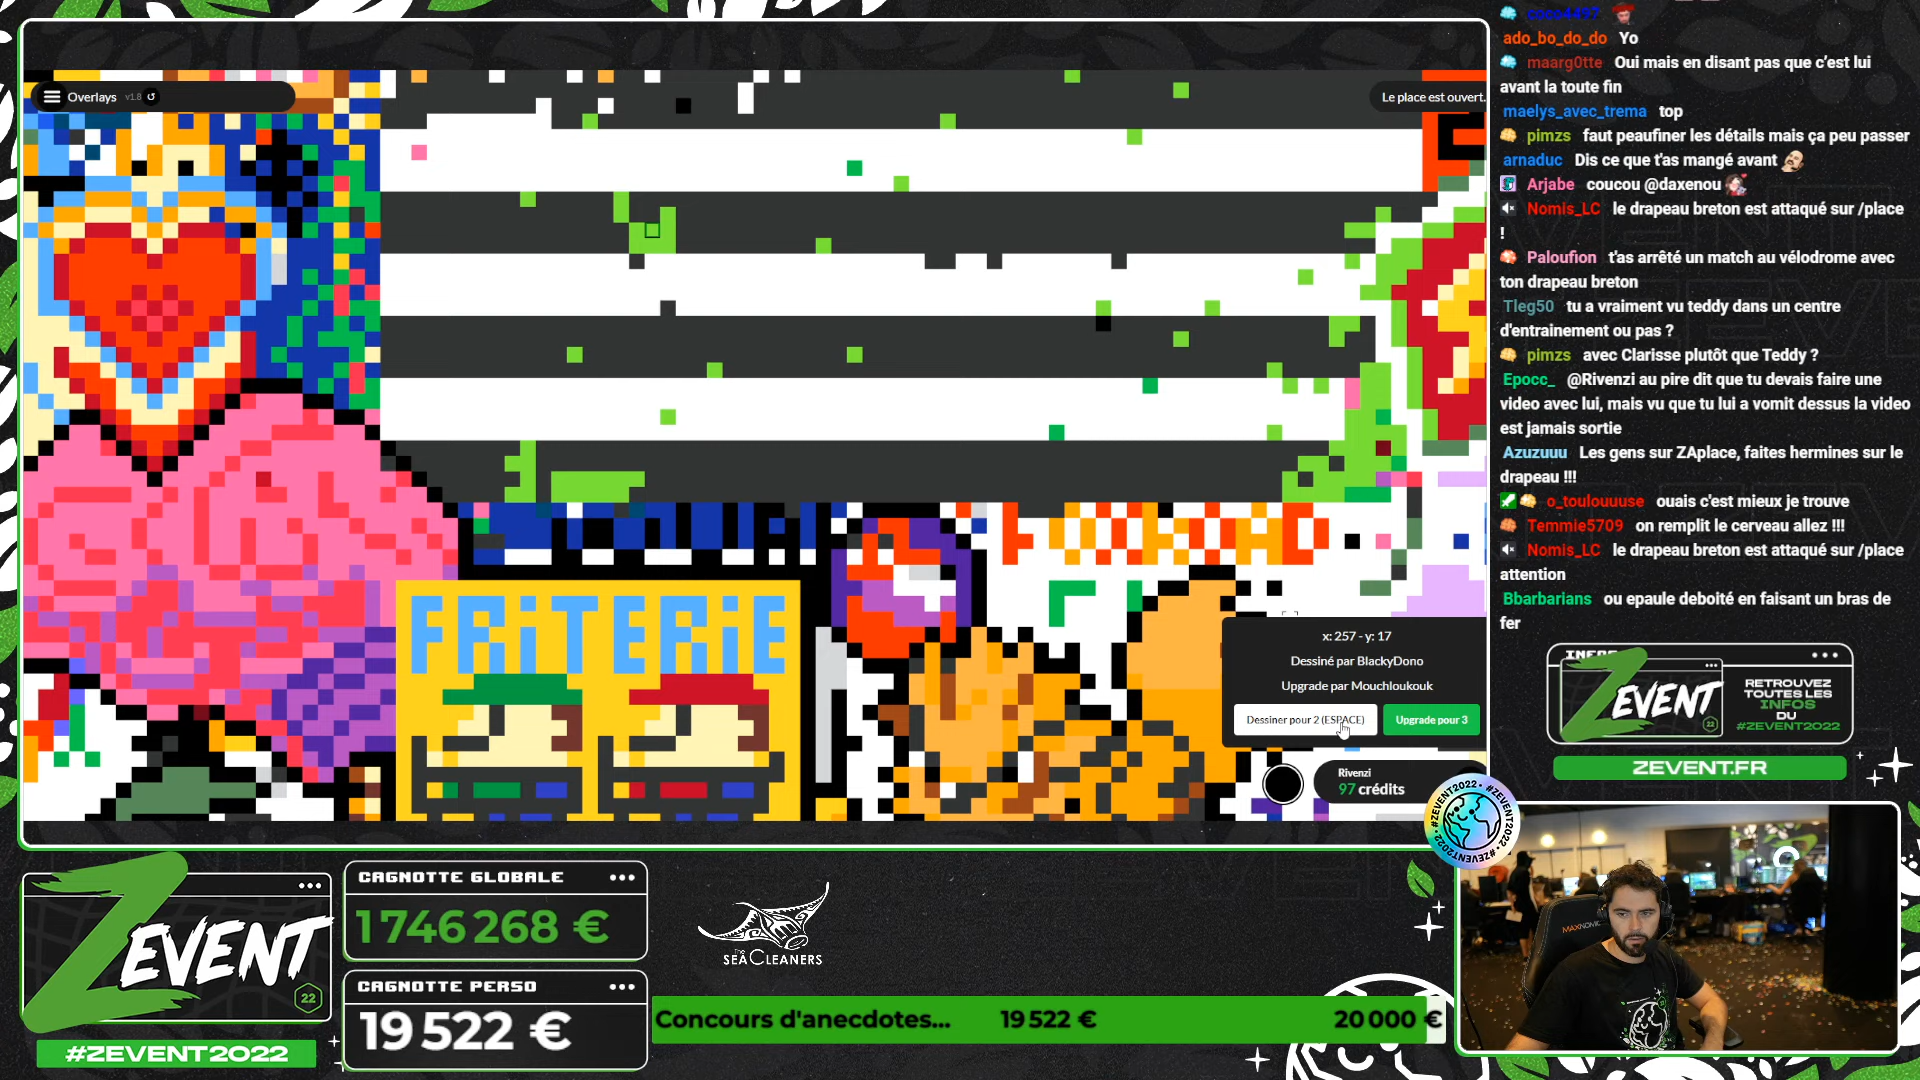 Overlays v1.8
Le place est ouvert.
FRiTERiE
x: 257 - y: 17
Dessiné par BlackyDono
Upgrade par Mouchloukouk
Dessiner pour 2 (ESPACE)
Upgrade pour 3
Rivenzi
97 crédits
coco4497
ado_bo_do_do Yo
maarg0tte Oui mais en disant pas que c'est lui
avant la toute fin
maelys_avec_trema top
pimzs faut peaufiner les détails mais ça peu passer
arnaduc Dis ce que t'as mangé avant
Arjabe coucou @daxenou
Nomis_LC le drapeau breton est attaqué sur /place
!
Paloufion t'as arrêté un match au vélodrome avec
ton drapeau breton
Tleg50 tu a vraiment vu teddy dans un centre
d'entrainement ou pas ?
pimzs avec Clarisse plutôt que Teddy ?
Epocc_ @Rivenzi au pire dit que tu devais faire une
video avec lui, mais vu que tu lui a vomit dessus la video
est jamais sortie
Azuzuuu Les gens sur ZAplace, faites hermines sur le
drapeau !!!
o_toulouuuse ouais c'est mieux je trouve
Temmie5709 on remplit le cerveau allez !!!
Nomis_LC le drapeau breton est attaqué sur /place
attention
Bbarbarians ou epaule deboité en faisant un bras de
fer
INFOS
ZEVENT
22
RETROUVEZ
TOUTES LES
INFOS
DU
#ZEVENT2022
ZEVENT.FR
#ZEVENT2022 • #ZEVENT2022 •
MAXNOMIC
ZEVENT
22
#ZEVENT2022
CAGNOTTE GLOBALE
1 746 268 €
CAGNOTTE PERSO
19 522 €
The
SEACLEANERS
Concours d'anecdotes... 19 522 € 20 000 €